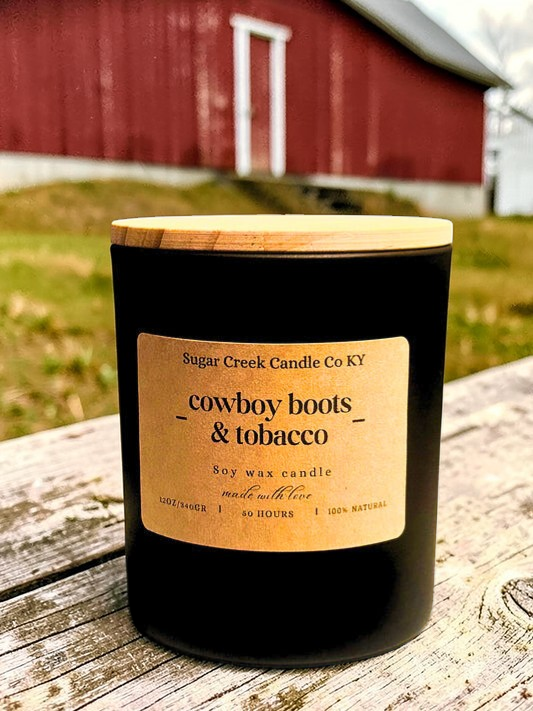 Sugar Creek Candle Co KY
_cowboy boots_
& tobacco
Soy wax candle
made with love
12OZ/340GR | 50 HOURS | 100% NATURAL